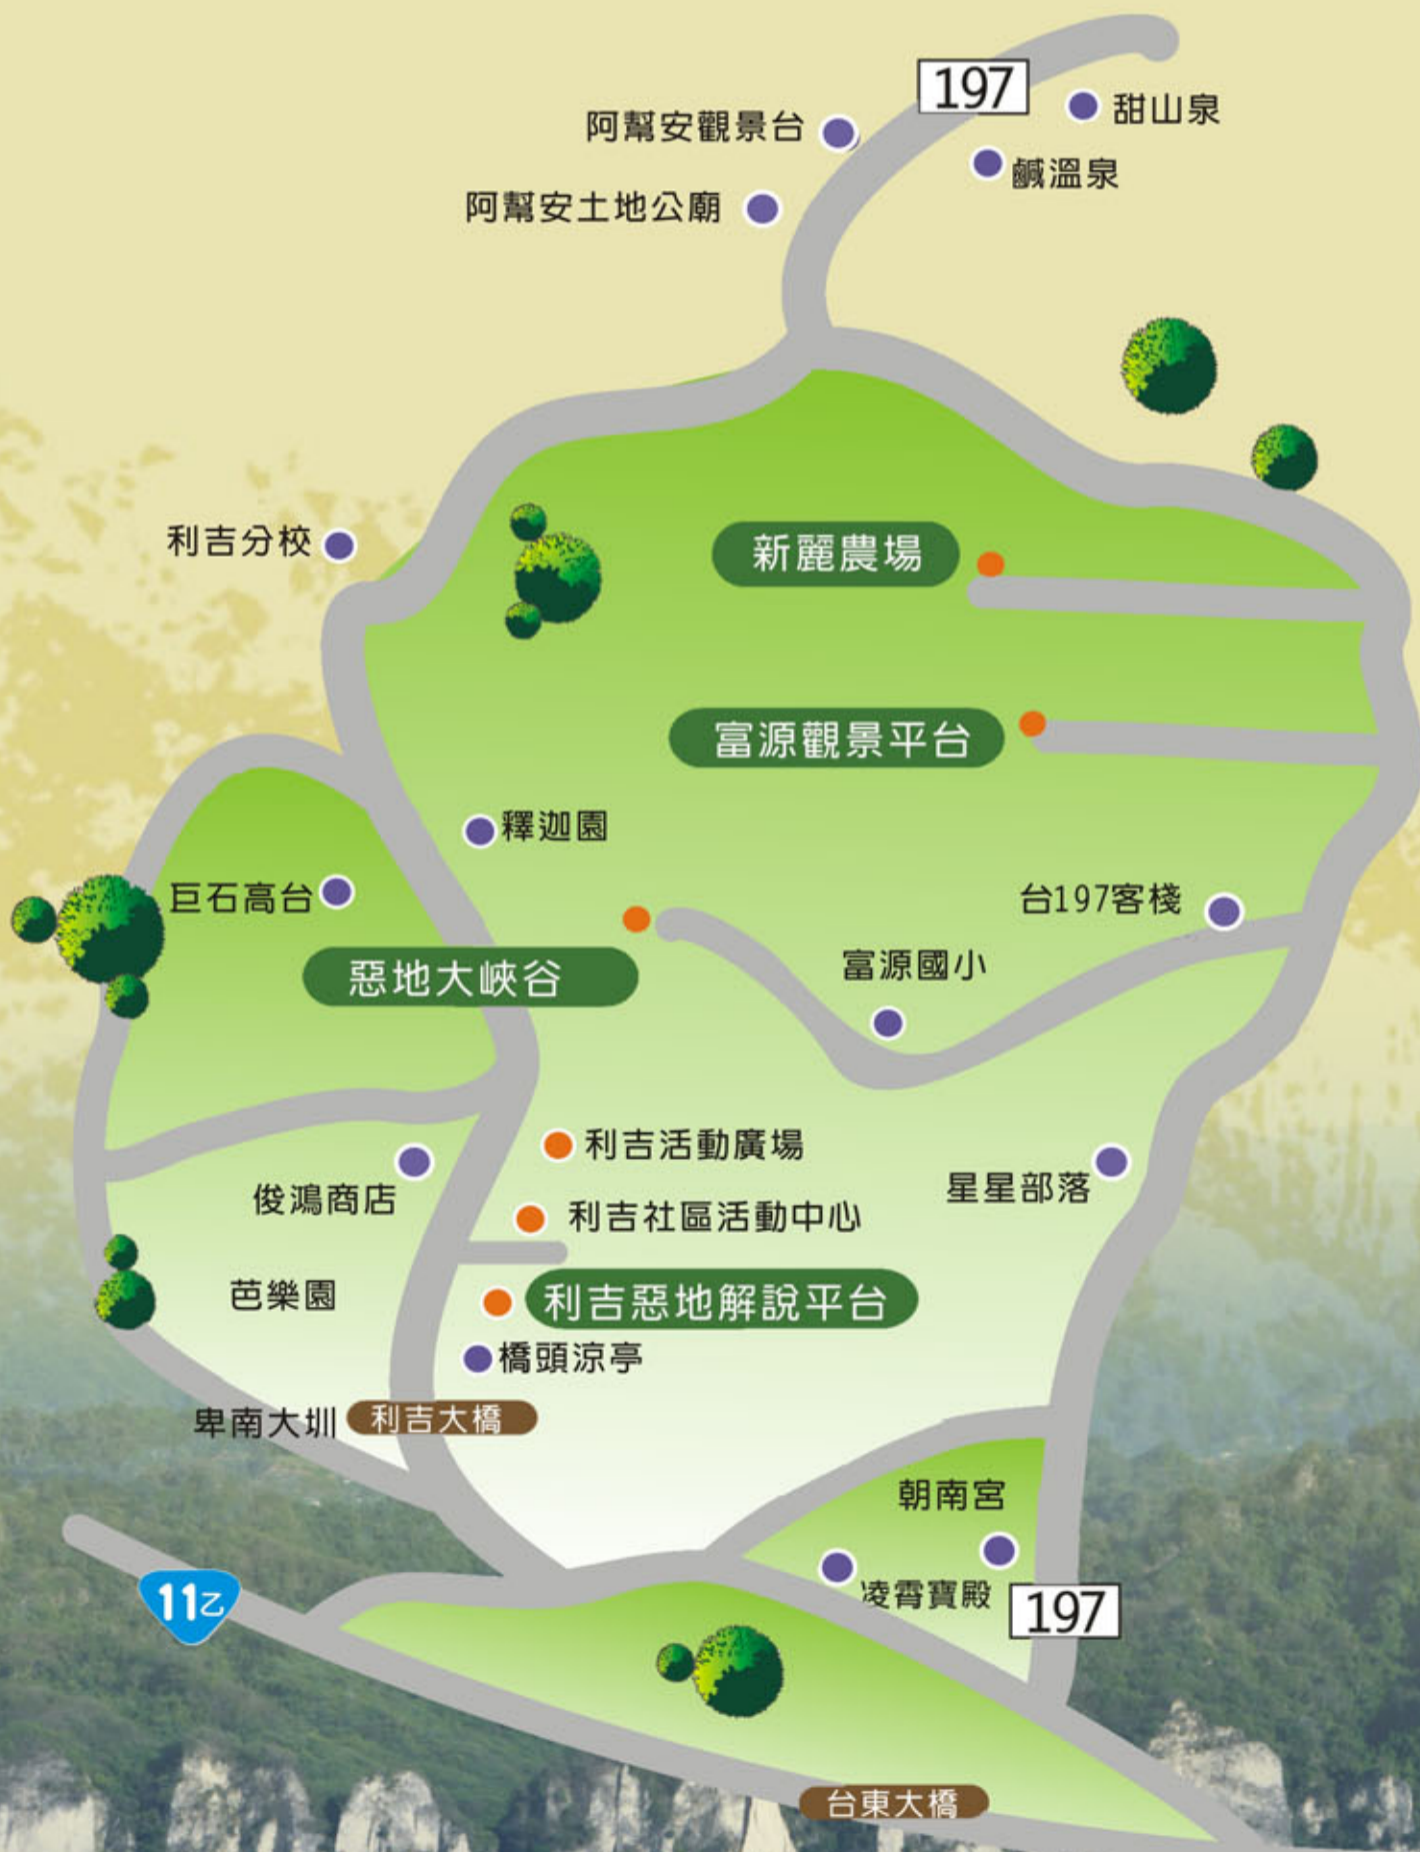 197
甜山泉
阿幫安觀景台
鹹溫泉
阿幫安土地公廟
利吉分校
新麗農場
富源觀景平台
釋迦園
巨石高台
台197客棧
惡地大峽谷
富源國小
利吉活動廣場
俊鴻商店
星星部落
利吉社區活動中心
芭樂園
利吉惡地解說平台
橋頭涼亭
卑南大圳
利吉大橋
朝南宮
凌霄寶殿
11乙
197
台東大橋